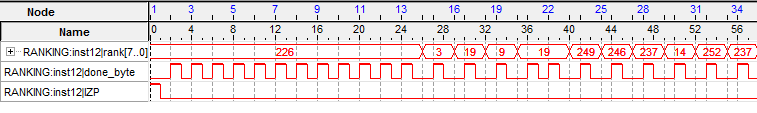 Node
1 3 5 7 9 11 13 16 19 22 25 28 31 34
Name
0 4 8 12 16 20 24 28 32 36 40 44 48 52 56
RANKING:inst12|rank[7..0] 226 3 19 9 19 249 246 237 14 252 237
RANKING:inst12|done_byte
RANKING:inst12|IZP